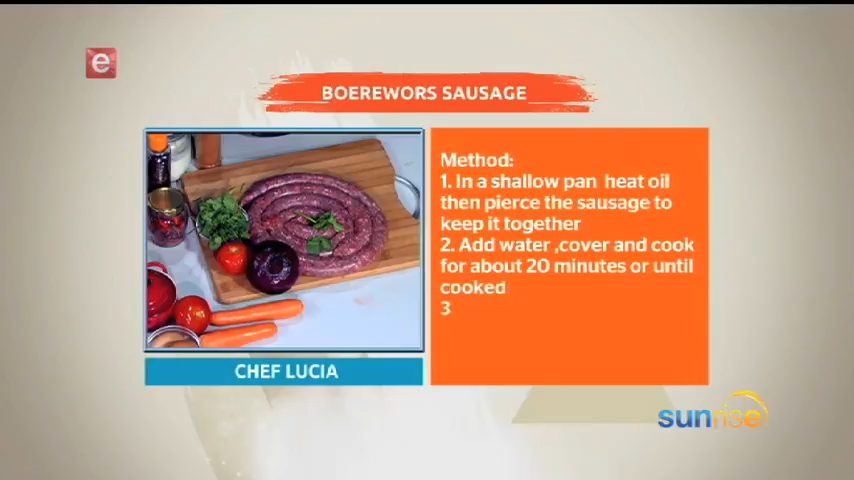 e
BOEREWORS SAUSAGE
Method:
1. In a shallow pan heat oil
then pierce the sausage to
keep it together
2. Add water ,cover and cook
for about 20 minutes or until
cooked
3
CHEF LUCIA
sunrise